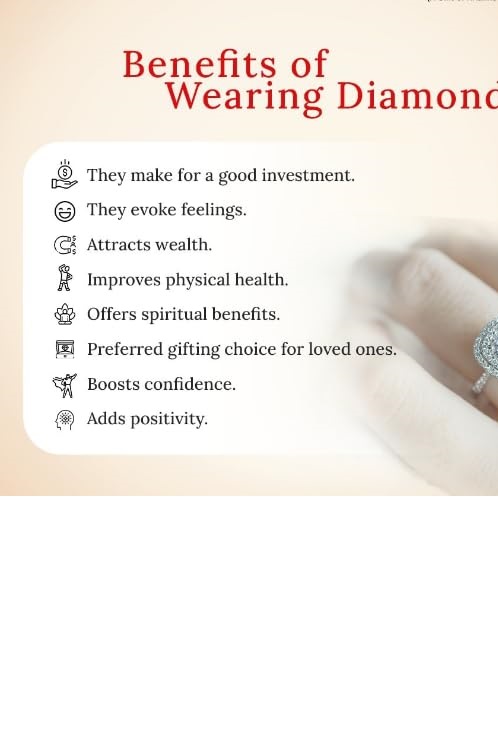 Benefits of
Wearing Diamond
They make for a good investment.
They evoke feelings.
Attracts wealth.
Improves physical health.
Offers spiritual benefits.
Preferred gifting choice for loved ones.
Boosts confidence.
Adds positivity.